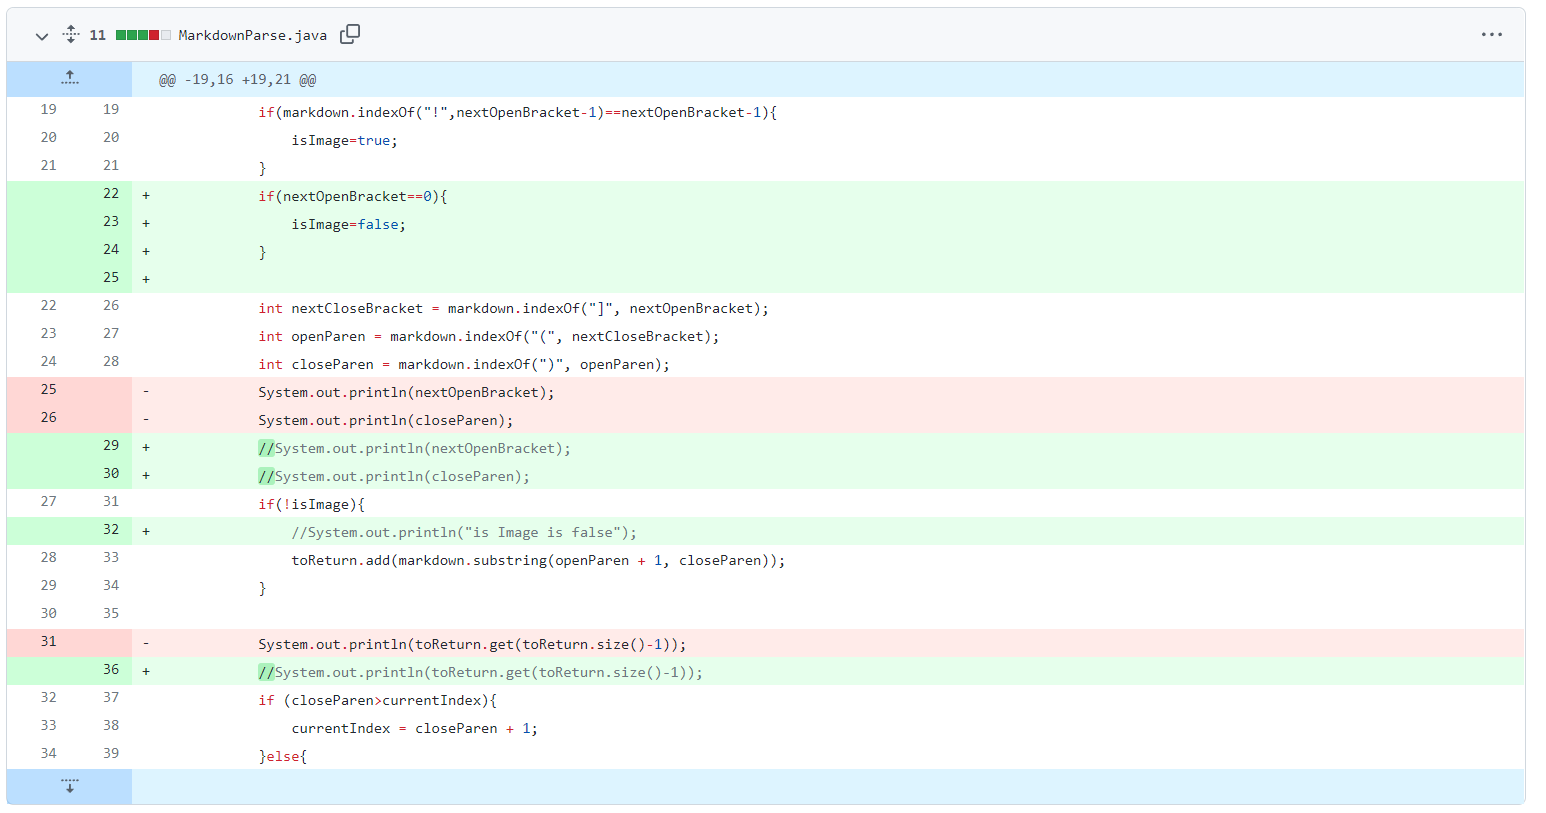 11 MarkdownParse.java
@@ -19,16 +19,21 @@
19 19 if(markdown.indexOf("!",nextOpenBracket-1)==nextOpenBracket-1){
20 20 isImage=true;
21 21 }
22 + if(nextOpenBracket==0){
23 + isImage=false;
24 + }
25 +
22 26 int nextCloseBracket = markdown.indexOf("]", nextOpenBracket);
23 27 int openParen = markdown.indexOf("(", nextCloseBracket);
24 28 int closeParen = markdown.indexOf(")", openParen);
25 - System.out.println(nextOpenBracket);
26 - System.out.println(closeParen);
29 + //System.out.println(nextOpenBracket);
30 + //System.out.println(closeParen);
27 31 if(!isImage){
32 + //System.out.println("is Image is false");
28 33 toReturn.add(markdown.substring(openParen + 1, closeParen));
29 34 }
30 35
31 - System.out.println(toReturn.get(toReturn.size()-1));
36 + //System.out.println(toReturn.get(toReturn.size()-1));
32 37 if (closeParen>currentIndex){
33 38 currentIndex = closeParen + 1;
34 39 }else{